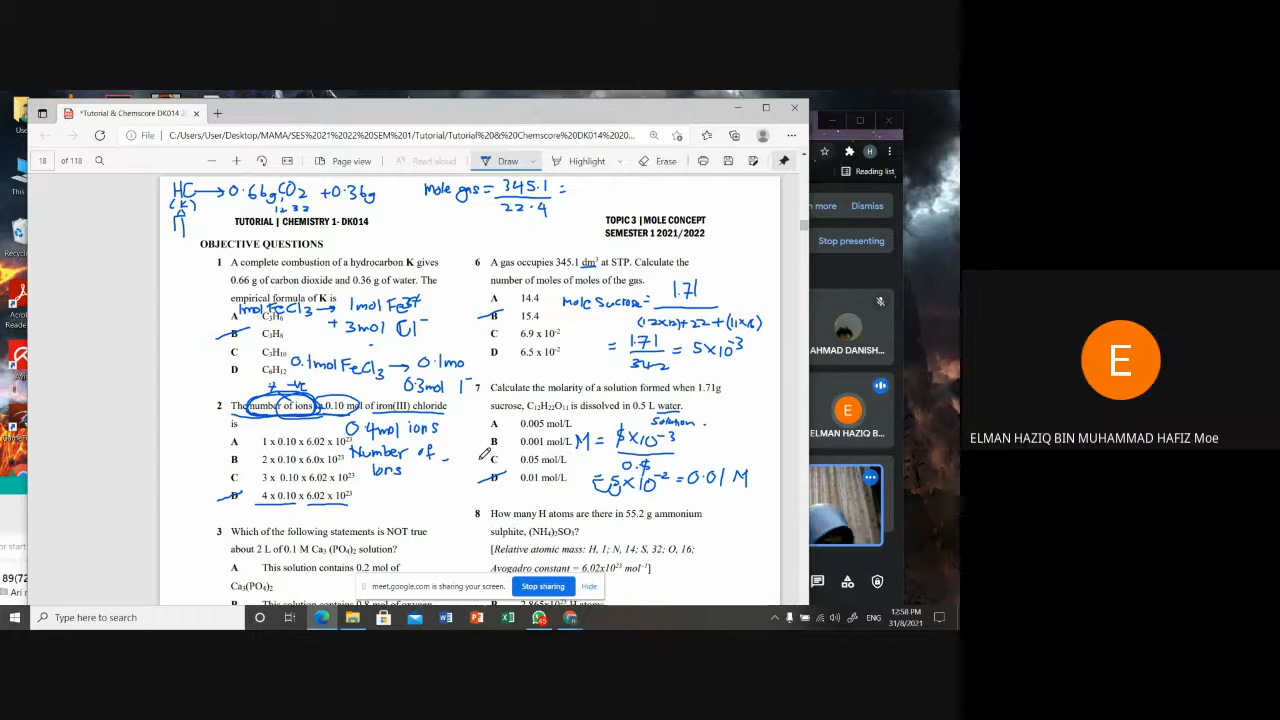 *Tutorial & Chemscore DK014 2
File
C:/Users/User/Desktop/MAMA/SES%2021%2022%20SEM%201/Tutorial/Tutorial%20&%20Chemscore%20DK014%2020...
Reading list
18 of 118
Page view
Read aloud
Draw
Highlight
Erase
n more
Dismiss
Stop presenting
HC → 0.66g CO2 + 0.36g
(K)
mole gas = 345.1 =
22.4
TUTORIAL | CHEMISTRY 1- DK014
TOPIC 3 | MOLE CONCEPT
SEMESTER 1 2021/2022
OBJECTIVE QUESTIONS
1 A complete combustion of a hydrocarbon K gives
0.66 g of carbon dioxide and 0.36 g of water. The
empirical formula of K is
A C3H6
B C3H8
C C3H10
D C6H12
1mol FeCl3 → 1mol Fe3+
+ 3mol Cl-
0.1mol FeCl3 → 0.1mo
0.3mol
2 The number of ions in 0.10 mol of iron(III) chloride
is
A 1 x 0.10 x 6.02 x 10²³
B 2 x 0.10 x 6.0x 10²³
C 3 x 0.10 x 6.02 x 10²³
D 4 x 0.10 x 6.02 x 10²³
0.4mol ions
Number of
ions
3 Which of the following statements is NOT true
about 2 L of 0.1 M Ca3 (PO4)2 solution?
A This solution contains 0.2 mol of
Ca3(PO4)2
B This solution contains 0.8 mol of oxygen
6 A gas occupies 345.1 dm³ at STP. Calculate the
number of moles of moles of the gas.
A 14.4
B 15.4
C 6.9 x 10⁻²
D 6.5 x 10⁻²
mole sucrose = 1.71
(12x12)+22+(11x16)
= 1.71 = 5x10⁻³
342
7 Calculate the molarity of a solution formed when 1.71g
sucrose, C12H22O11 is dissolved in 0.5 L water.
solution.
A 0.005 mol/L
B 0.001 mol/L
C 0.05 mol/L
D 0.01 mol/L
M = 5x10⁻³
0.5
= 5x10⁻² = 0.01 M
8 How many H atoms are there in 55.2 g ammonium
sulphite, (NH4)2SO3?
[Relative atomic mass: H, 1; N, 14; S, 32; O, 16;
Avogadro constant = 6.02x10²³ mol⁻¹]
meet.google.com is sharing your screen.
Stop sharing
Hide
AHMAD DANISH
ELMAN HAZIQ B
E
E
ELMAN HAZIQ BIN MUHAMMAD HAFIZ Moe
Type here to search
45
ENG
12:58 PM
31/8/2021